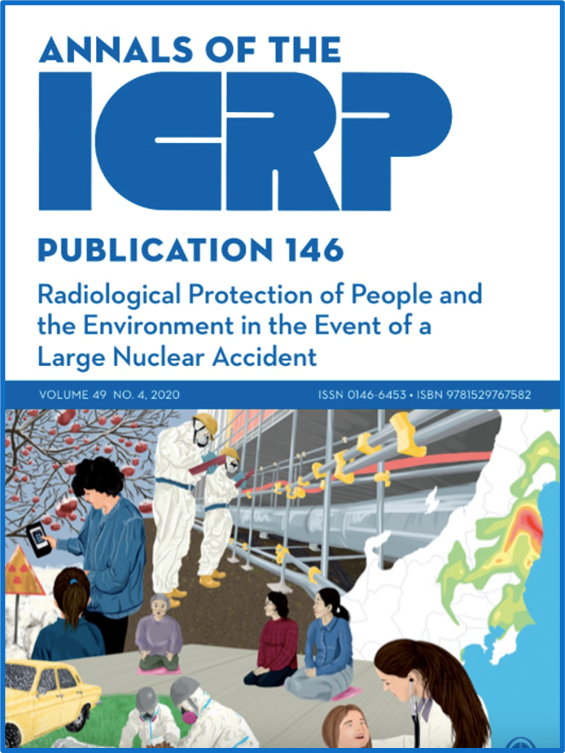 ANNALS OF THE
ICRP
PUBLICATION 146
Radiological Protection of People and
the Environment in the Event of a
Large Nuclear Accident
VOLUME 49 NO. 4, 2020 ISSN 0146-6453 • ISBN 9781529767582